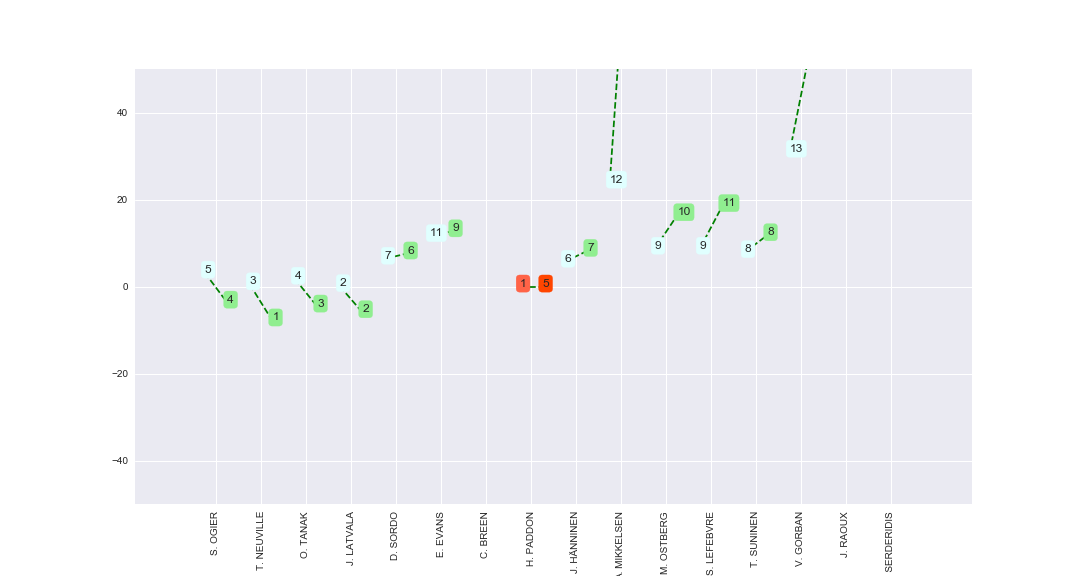 40
20
0
−20
−40
5
4
3
1
4
3
2
2
7
6
11
9
1
5
6
7
12
9
10
9
11
8
8
13
S. OGIER
T. NEUVILLE
O. TANAK
J. LATVALA
D. SORDO
E. EVANS
C. BREEN
H. PADDON
J. HANNINEN
MIKKELSEN
M. OSTBERG
S. LEFEBVRE
T. SUNINEN
V. GORBAN
J. RAOUX
SERDERIDIS